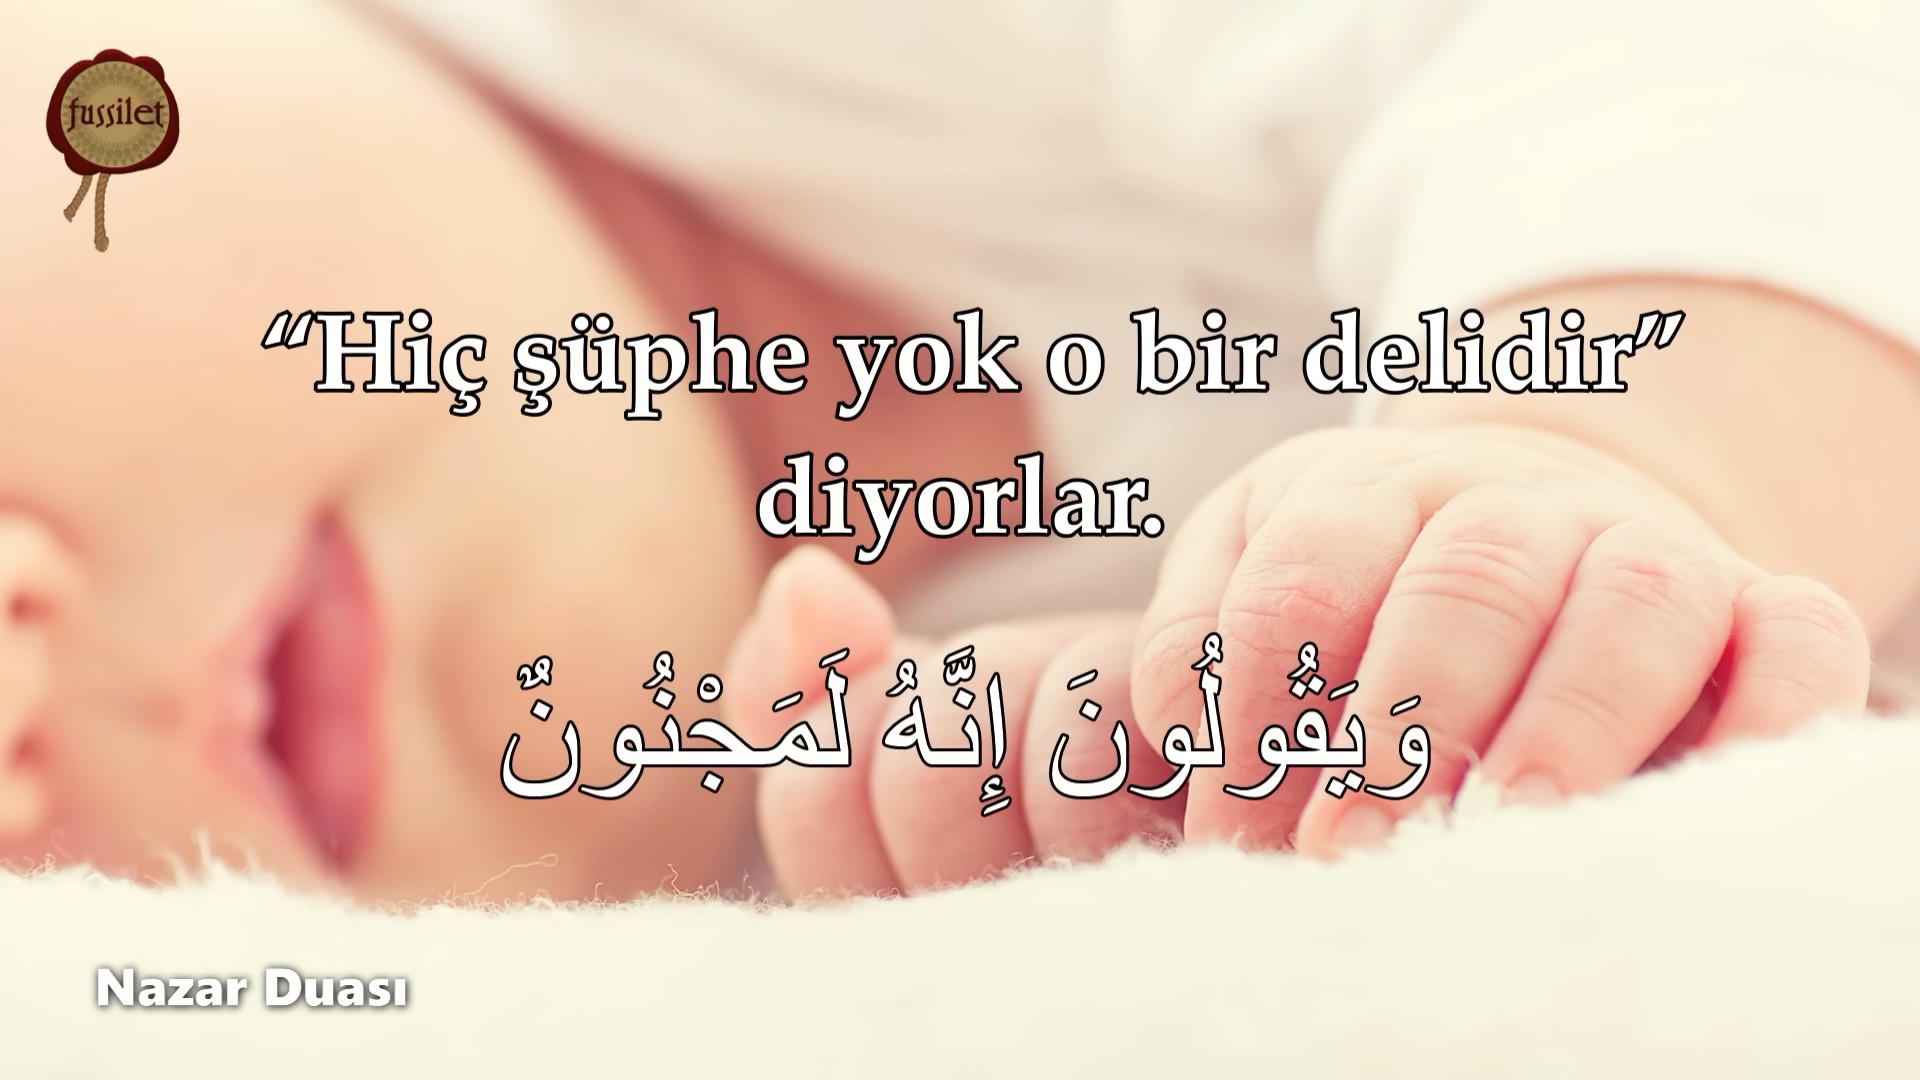 fussilet
“Hiç şüphe yok o bir delidir”
diyorlar.
وَيَقُولُونَ إِنَّهُ لَمَجْنُونٌ
Nazar Duası